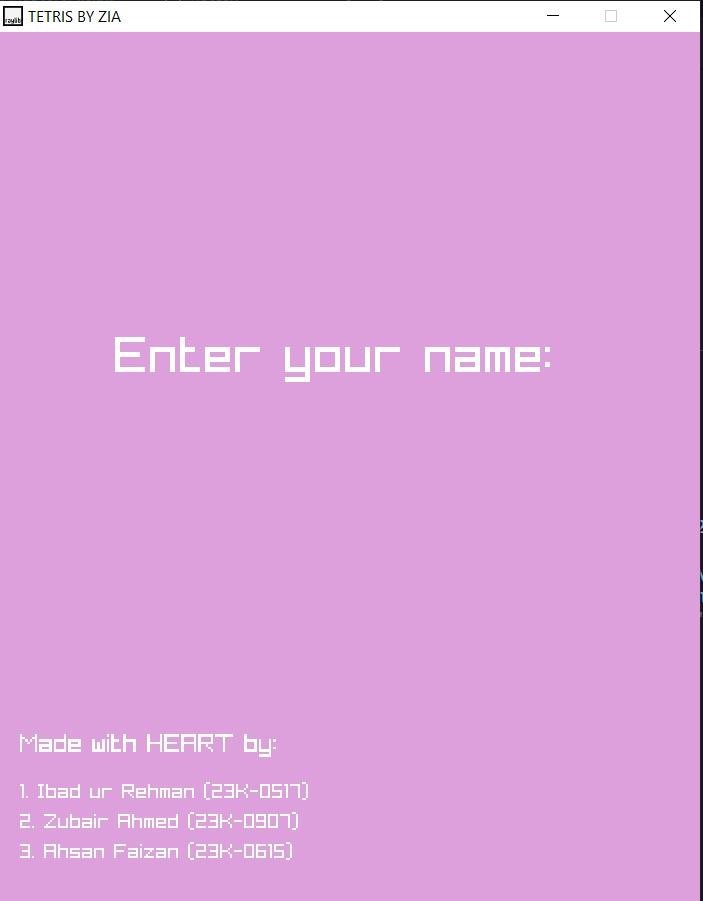 raylib
TETRIS BY ZIA
Enter your name:
Made with HEART by:
1. Ibad ur Rehman (23K-0517)
2. Zubair Ahmed (23K-0907)
3. Ahsan Faizan (23K-0615)